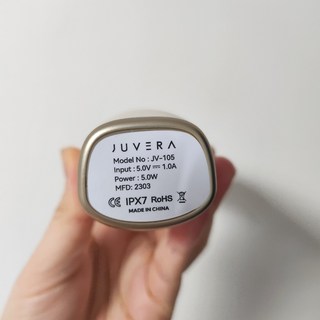 JUVERA
Model No : JV-105
Input : 5.0V⎓1.0A
Power : 5.0W
MFD: 2303
CE IPX7 RoHS
MADE IN CHINA